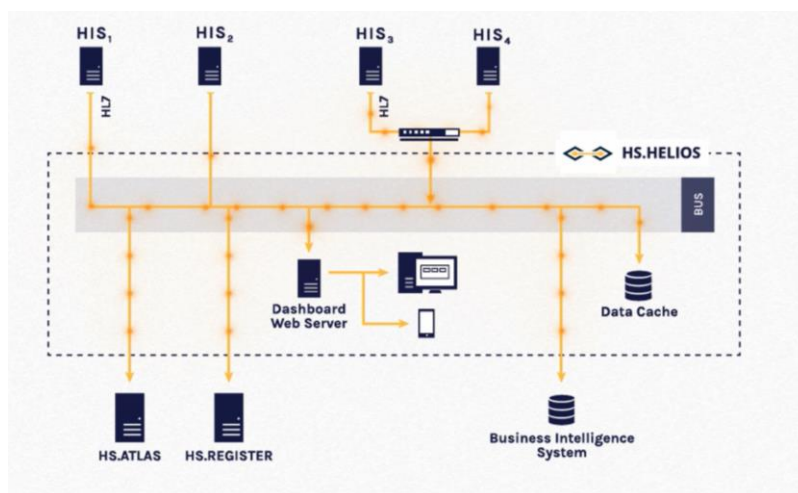 HIS1
HIS2
HIS3
HIS4
HL7
HL7
HS.HELIOS
BUS
Dashboard
Web Server
Data Cache
HS.ATLAS
HS.REGISTER
Business Intelligence
System